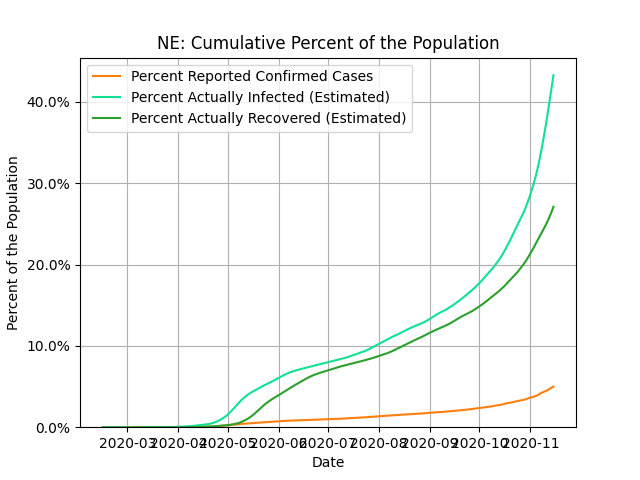 NE: Cumulative Percent of the Population
Percent Reported Confirmed Cases
Percent Actually Infected (Estimated)
Percent Actually Recovered (Estimated)
Percent of the Population
40.0%
30.0%
20.0%
10.0%
0.0%
2020-03 2020-04 2020-05 2020-06 2020-07 2020-08 2020-09 2020-10 2020-11
Date